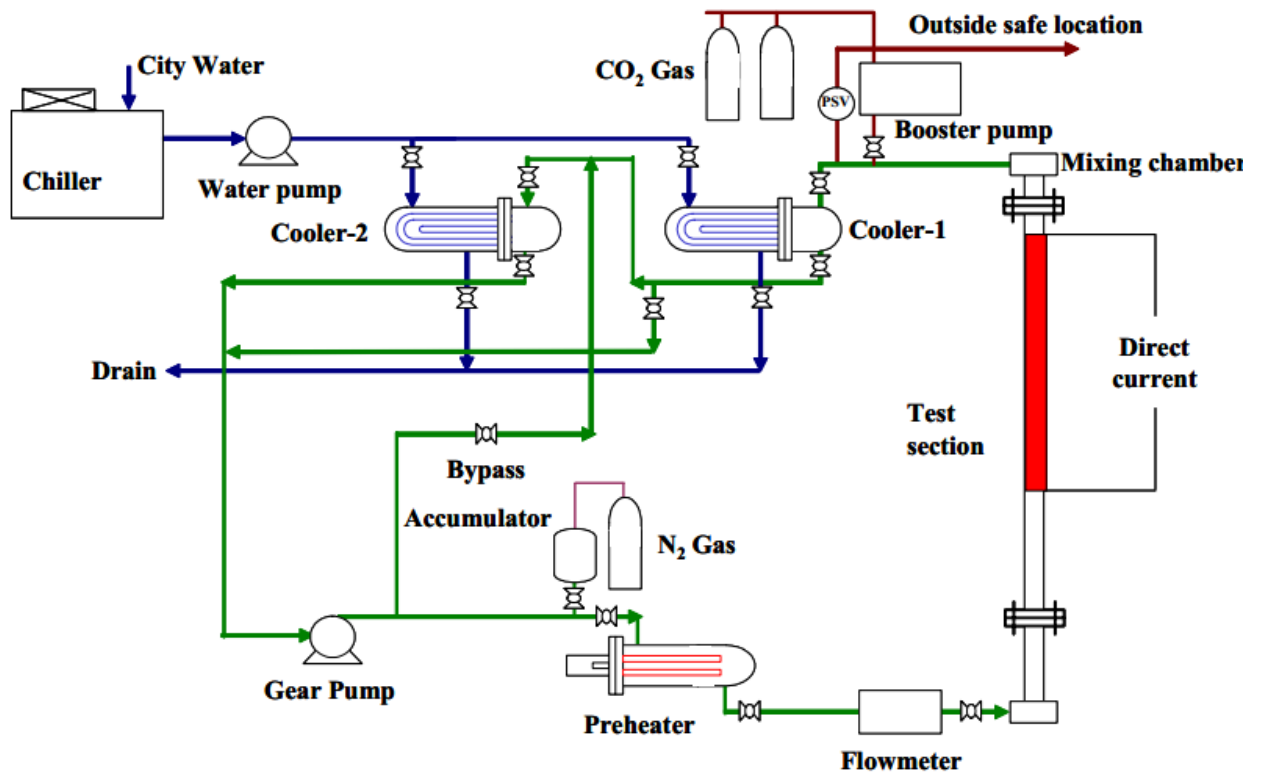 Outside safe location
City Water
CO2 Gas
PSV
Booster pump
Mixing chamber
Chiller
Water pump
Cooler-2
Cooler-1
Direct
current
Drain
Test
section
Bypass
Accumulator
N2 Gas
Gear Pump
Preheater
Flowmeter